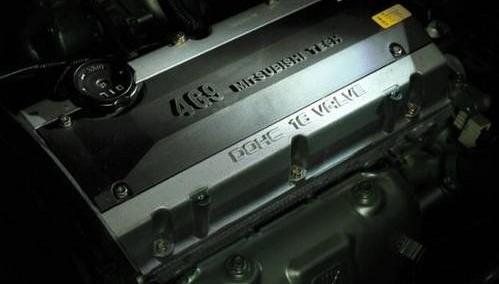 4G9 MITSUBISHI TECH
DOHC 16 VALVE